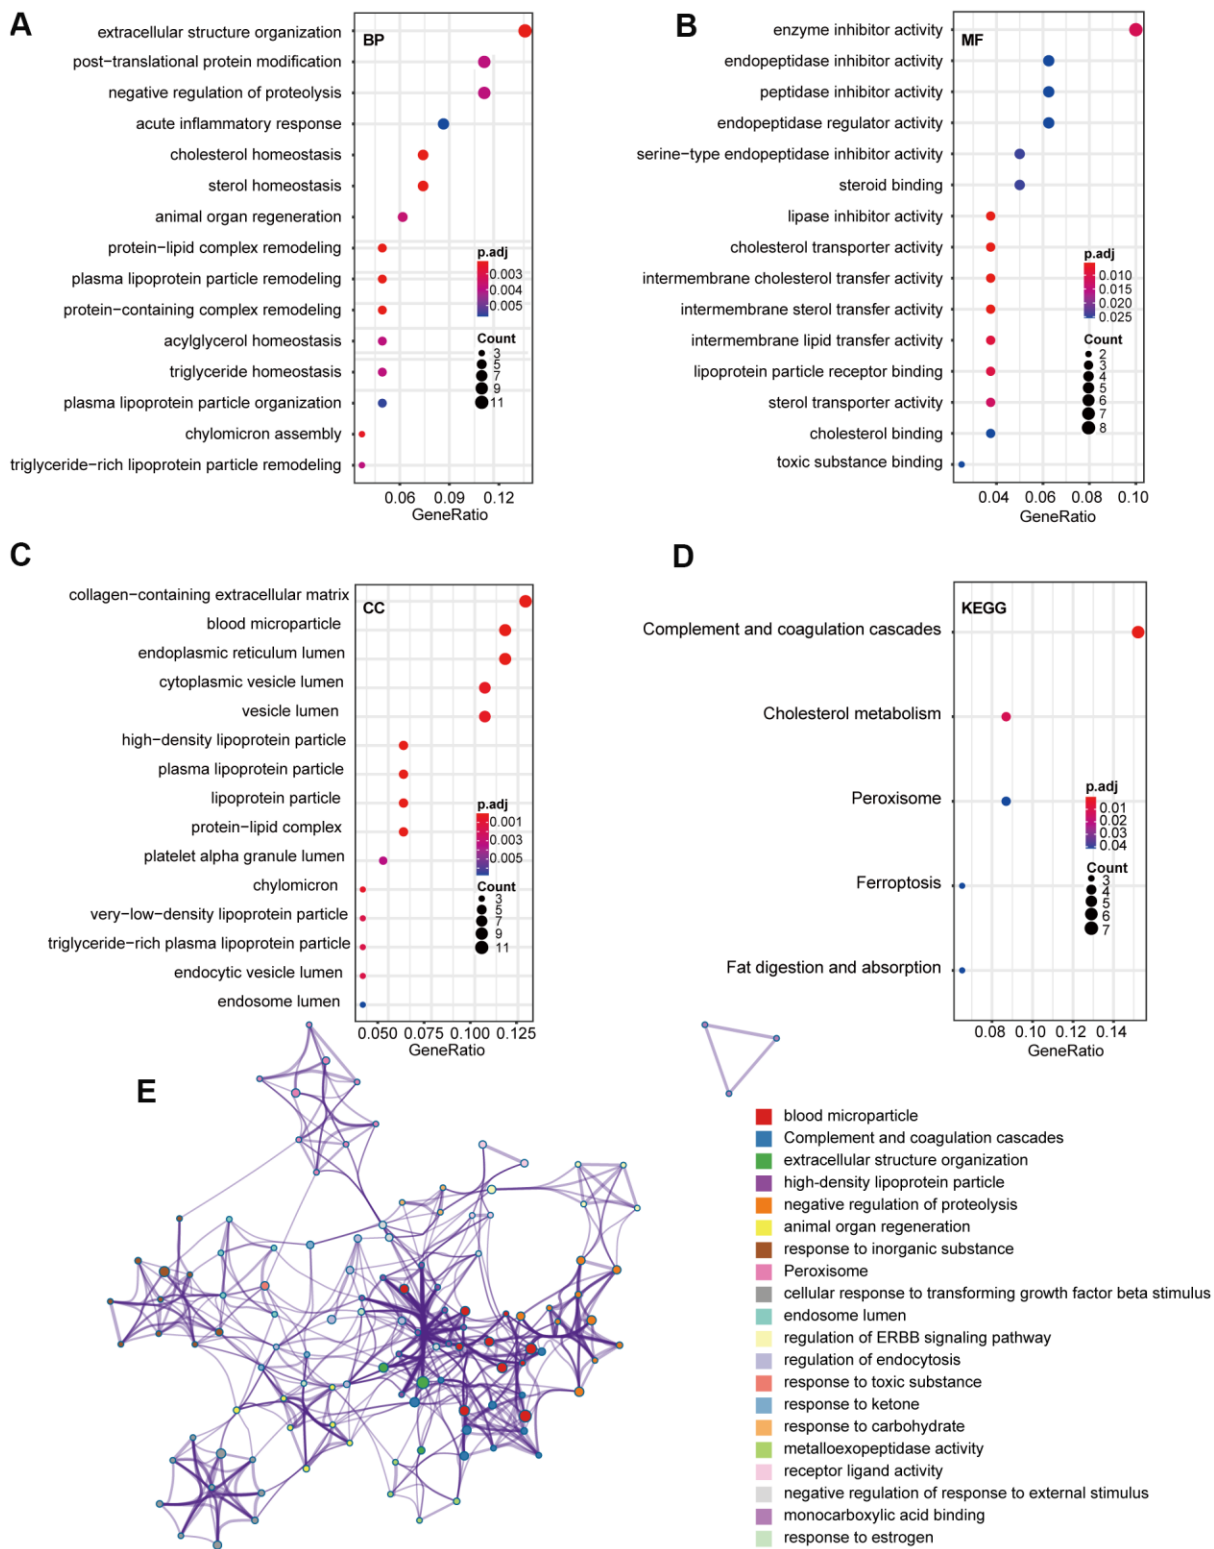 A
BP
extracellular structure organization
post−translational protein modification
negative regulation of proteolysis
acute inflammatory response
cholesterol homeostasis
sterol homeostasis
animal organ regeneration
protein−lipid complex remodeling
plasma lipoprotein particle remodeling
protein−containing complex remodeling
acylglycerol homeostasis
triglyceride homeostasis
plasma lipoprotein particle organization
chylomicron assembly
triglyceride−rich lipoprotein particle remodeling
p.adj
0.003
0.004
0.005
Count
3
5
7
9
11
0.06 0.09 0.12
GeneRatio
B
MF
enzyme inhibitor activity
endopeptidase inhibitor activity
peptidase inhibitor activity
endopeptidase regulator activity
serine−type endopeptidase inhibitor activity
steroid binding
lipase inhibitor activity
cholesterol transporter activity
intermembrane cholesterol transfer activity
intermembrane sterol transfer activity
intermembrane lipid transfer activity
lipoprotein particle receptor binding
sterol transporter activity
cholesterol binding
toxic substance binding
p.adj
0.010
0.015
0.020
0.025
Count
2
3
4
5
6
7
8
0.04 0.06 0.08 0.10
GeneRatio
C
CC
collagen−containing extracellular matrix
blood microparticle
endoplasmic reticulum lumen
cytoplasmic vesicle lumen
vesicle lumen
high−density lipoprotein particle
plasma lipoprotein particle
lipoprotein particle
protein−lipid complex
platelet alpha granule lumen
chylomicron
very−low−density lipoprotein particle
triglyceride−rich plasma lipoprotein particle
endocytic vesicle lumen
endosome lumen
p.adj
0.001
0.003
0.005
Count
3
5
7
9
11
0.050 0.075 0.100 0.125
GeneRatio
D
KEGG
Complement and coagulation cascades
Cholesterol metabolism
Peroxisome
Ferroptosis
Fat digestion and absorption
p.adj
0.01
0.02
0.03
0.04
Count
3
4
5
6
7
0.08 0.10 0.12 0.14
GeneRatio
E
blood microparticle
Complement and coagulation cascades
extracellular structure organization
high-density lipoprotein particle
negative regulation of proteolysis
animal organ regeneration
response to inorganic substance
Peroxisome
cellular response to transforming growth factor beta stimulus
endosome lumen
regulation of ERBB signaling pathway
regulation of endocytosis
response to toxic substance
response to ketone
response to carbohydrate
metalloexopeptidase activity
receptor ligand activity
negative regulation of response to external stimulus
monocarboxylic acid binding
response to estrogen